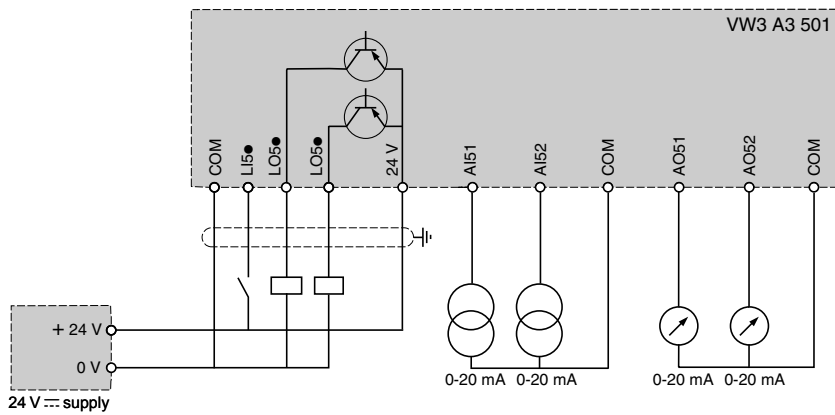 VW3 A3 501
COM
LI5●
LO5●
LO5●
24 V
AI51
AI52
COM
AO51
AO52
COM
+ 24 V
0 V
24 V ⎓ supply
0-20 mA
0-20 mA
0-20 mA
0-20 mA